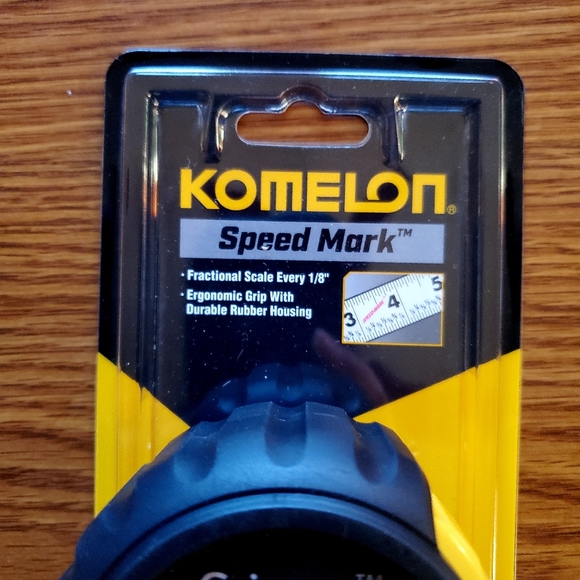 KOMELON®
Speed Mark™
· Fractional Scale Every 1/8"
· Ergonomic Grip With
Durable Rubber Housing
3 4 5